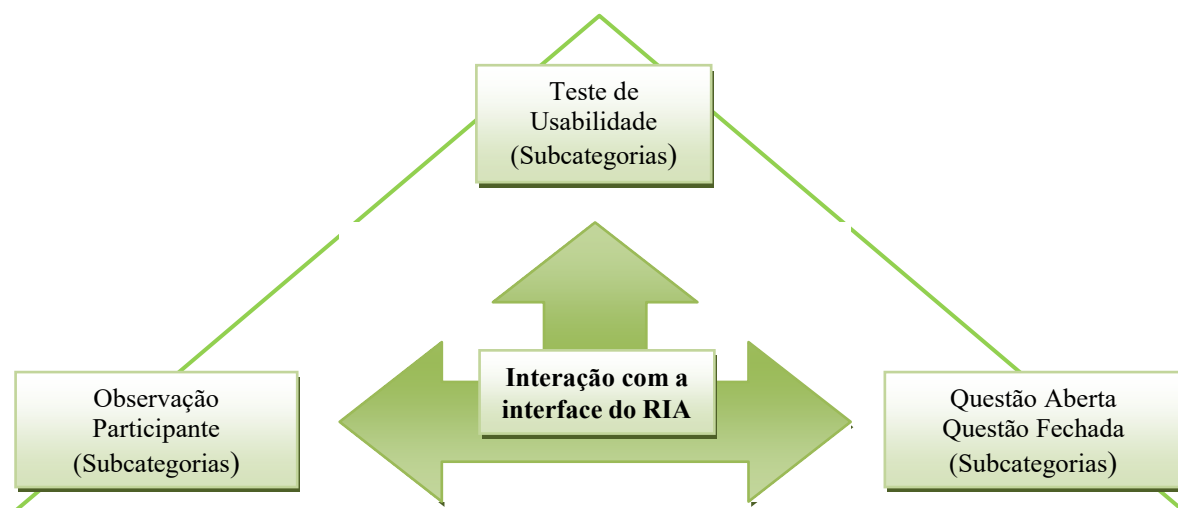 Teste de
Usabilidade
(Subcategorias)
Interação com a
interface do RIA
Observação
Participante
(Subcategorias)
Questão Aberta
Questão Fechada
(Subcategorias)